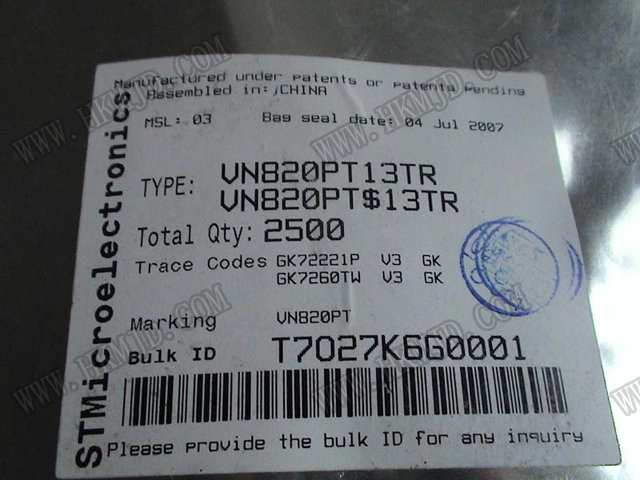 Manufactured under patents or patents pending
Assembled in:/CHINA
MSL: 03 Bag seal date: 04 Jul 2007
TYPE: VN820PT13TR
VN820PT$13TR
Total Qty: 2500
Trace Codes GK72221P V3 GK
GK7260TW V3 GK
Marking VN820PT
Bulk ID T7027K6G0001
Please provide the bulk ID for any inquiry
STMicroelectronics
WWW.HKMJD.COM